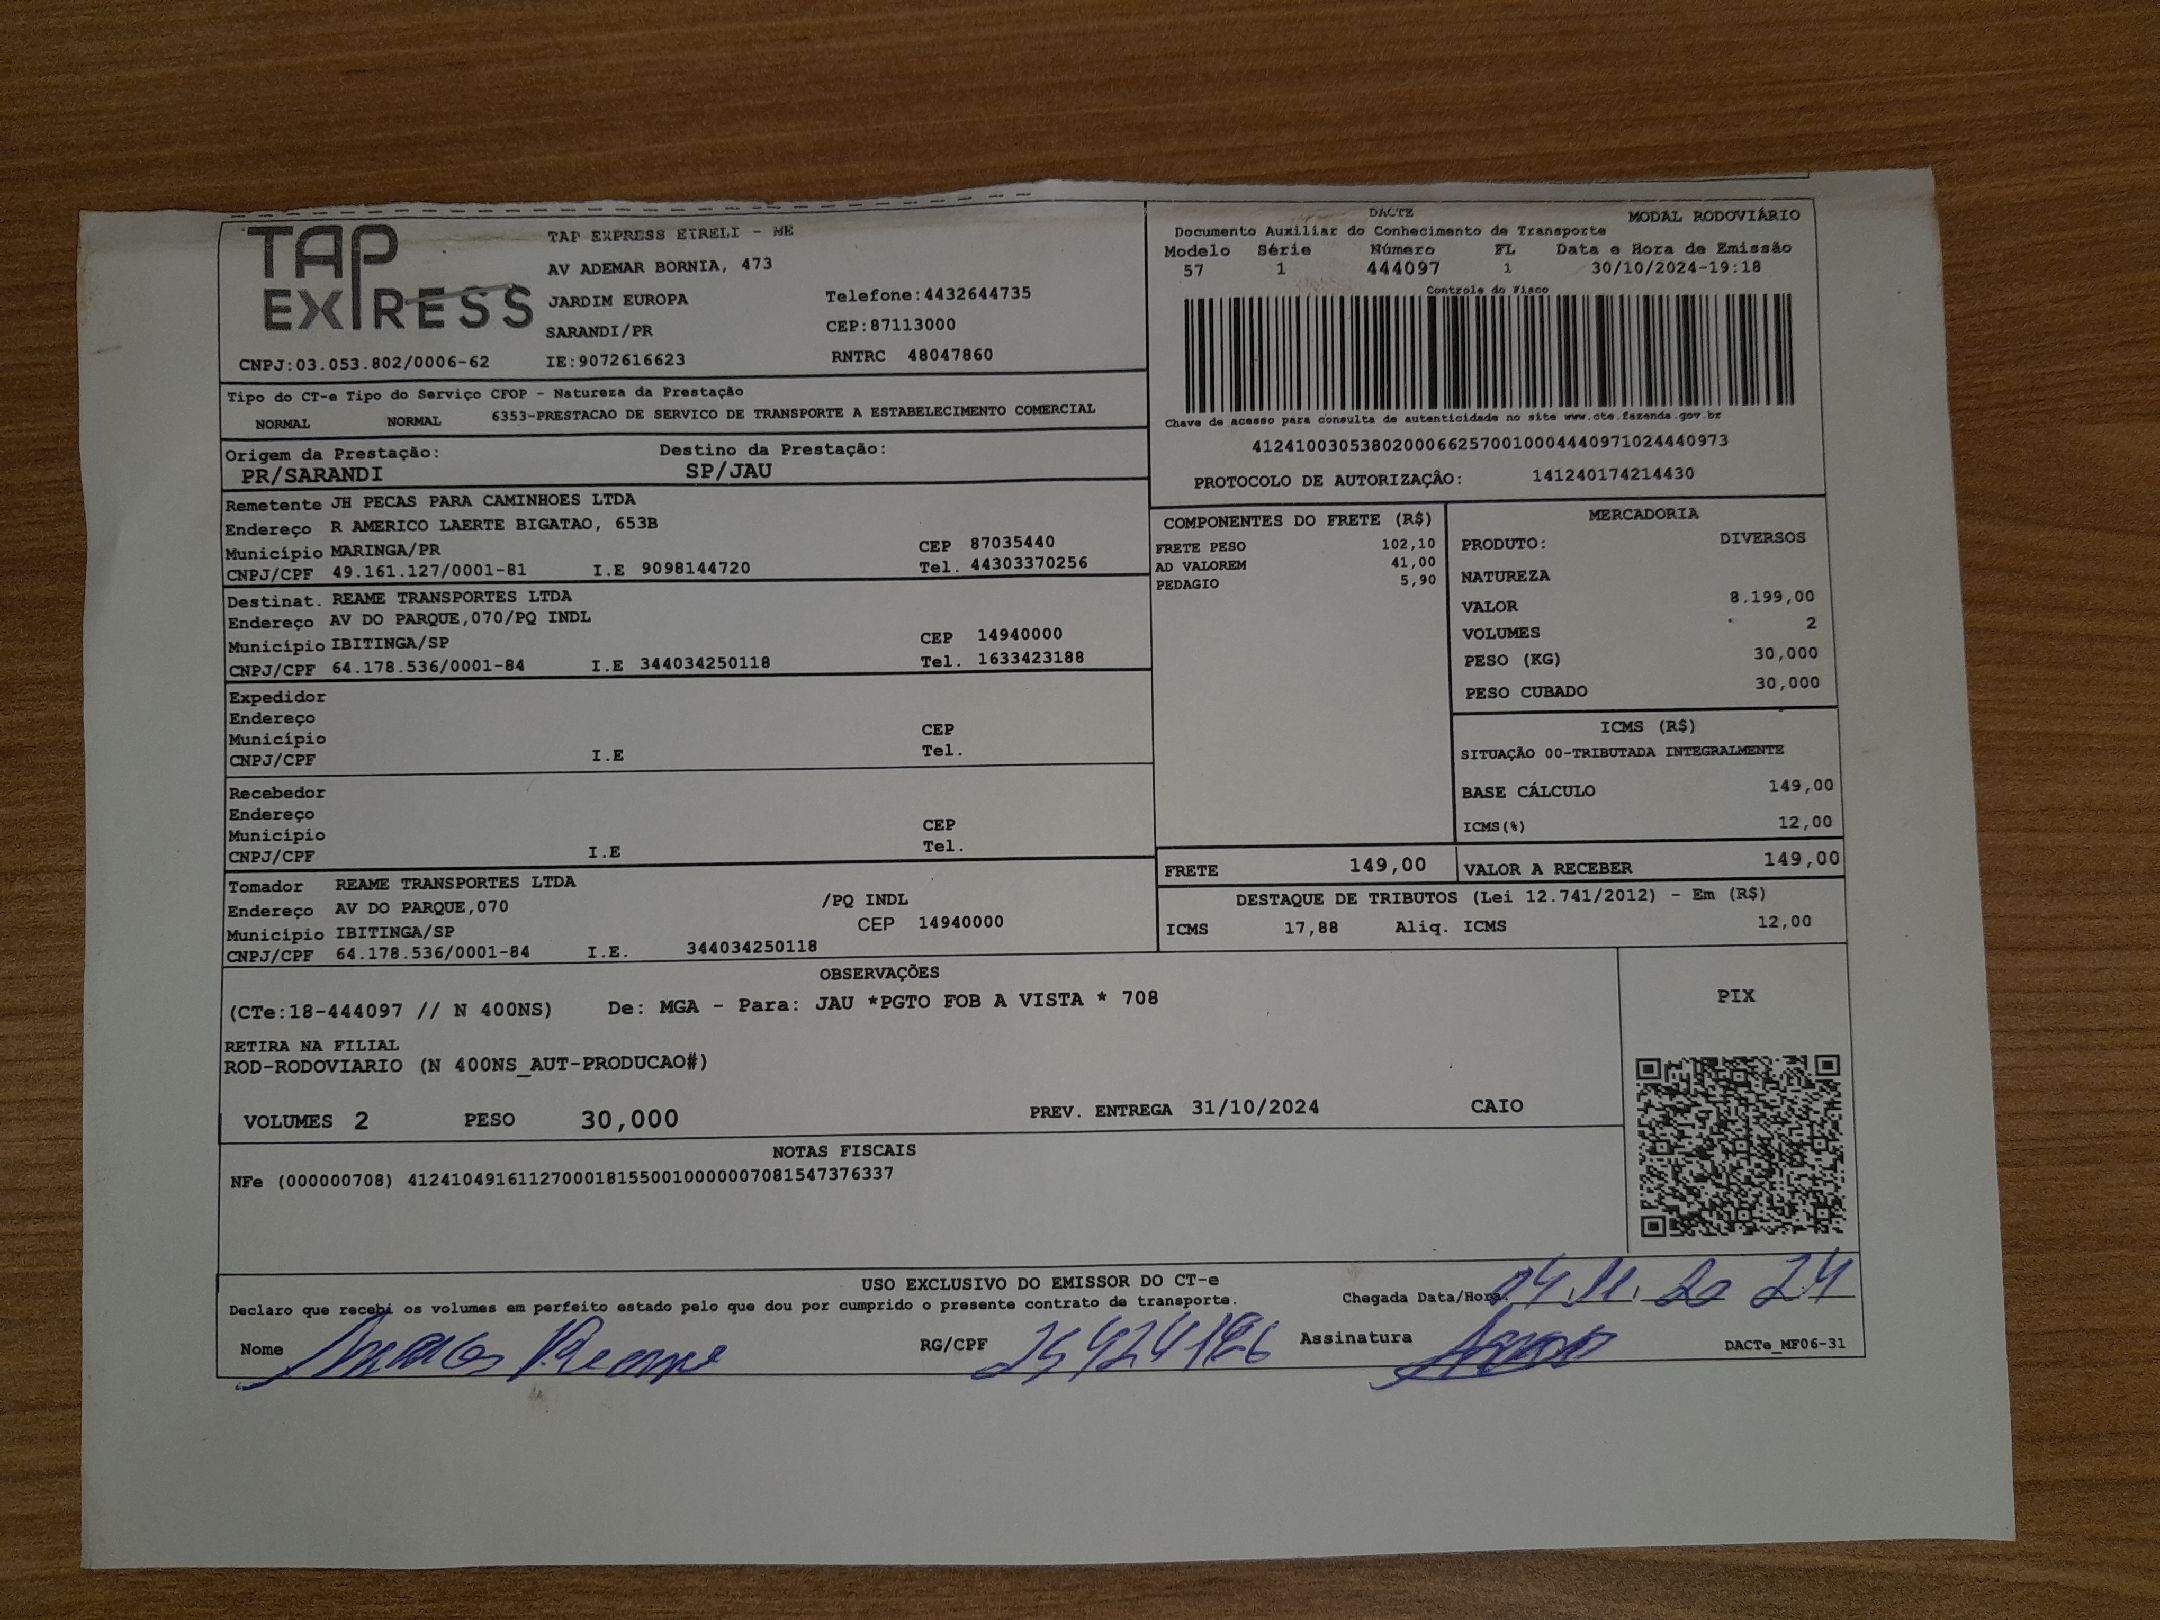 TAP EXPRESS
TAP EXPRESS EIRELI - ME
AV ADEMAR BORNIA, 473
JARDIM EUROPA Telefone:4432644735
SARANDI/PR CEP:87113000
CNPJ:03.053.802/0006-62 IE:9072616623 RNTRC 48047860
DACTE MODAL RODOVIÁRIO
Documento Auxiliar do Conhecimento de Transporte
Modelo Série Número FL Data e Hora de Emissão
57 1 444097 1 30/10/2024-19:18
Controle do Fisco
Chave de acesso para consulta de autenticidade no site www.cte.fazenda.gov.br
41241003053802000662570010004440971024440973
PROTOCOLO DE AUTORIZAÇÂO: 141240174214430
Tipo do CT-e Tipo do Serviço CFOP - Natureza da Prestação
NORMAL NORMAL 6353-PRESTACAO DE SERVICO DE TRANSPORTE A ESTABELECIMENTO COMERCIAL
Origem da Prestação: Destino da Prestação:
PR/SARANDI SP/JAU
Remetente JH PECAS PARA CAMINHOES LTDA
Endereço R AMERICO LAERTE BIGATAO, 653B
Município MARINGA/PR CEP 87035440
CNPJ/CPF 49.161.127/0001-81 I.E 9098144720 Tel. 44303370256
Destinat. REAME TRANSPORTES LTDA
Endereço AV DO PARQUE,070/PQ INDL
Município IBITINGA/SP CEP 14940000
CNPJ/CPF 64.178.536/0001-84 I.E 344034250118 Tel. 1633423188
Expedidor
Endereço
Município CEP
CNPJ/CPF I.E Tel.
Recebedor
Endereço
Município CEP
CNPJ/CPF I.E Tel.
Tomador REAME TRANSPORTES LTDA
Endereço AV DO PARQUE,070 /PQ INDL
Município IBITINGA/SP CEP 14940000
CNPJ/CPF 64.178.536/0001-84 I.E. 344034250118
COMPONENTES DO FRETE (R$)
FRETE PESO 102,10
AD VALOREM 41,00
PEDAGIO 5,90
MERCADORIA
PRODUTO: DIVERSOS
NATUREZA
VALOR 8.199,00
VOLUMES 2
PESO (KG) 30,000
PESO CUBADO 30,000
ICMS (R$)
SITUAÇÃO 00-TRIBUTADA INTEGRALMENTE
BASE CÁLCULO 149,00
ICMS(%) 12,00
FRETE 149,00 VALOR A RECEBER 149,00
DESTAQUE DE TRIBUTOS (Lei 12.741/2012) - Em (R$)
ICMS 17,88 Aliq. ICMS 12,00
OBSERVAÇÕES
(CTe:18-444097 // N 400NS) De: MGA - Para: JAU *PGTO FOB A VISTA * 708
RETIRA NA FILIAL
ROD-RODOVIARIO (N 400NS_AUT-PRODUCAO#)
VOLUMES 2 PESO 30,000 PREV. ENTREGA 31/10/2024 CAIO
PIX
NOTAS FISCAIS
NFe (000000708) 41241049161127000181550010000007081547376337
USO EXCLUSIVO DO EMISSOR DO CT-e
Declaro que recebi os volumes em perfeito estado pelo que dou por cumprido o presente contrato de transporte.
Chegada Data/Hora. 04.11.2024
Nome RG/CPF Assinatura
DACTe_MF06-31